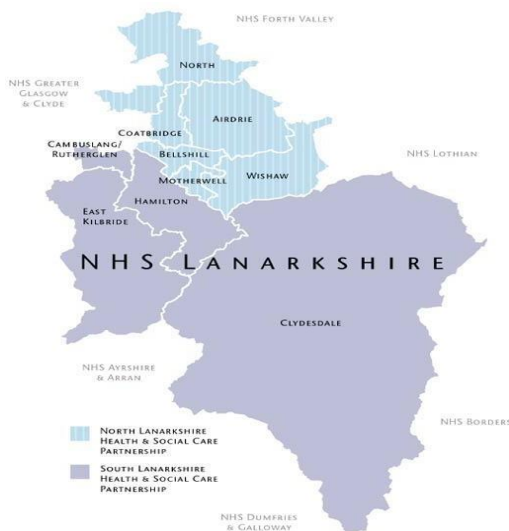 NHS FORTH VALLEY
NORTH
NHS GREATER
GLASGOW
& CLYDE
AIRDRIE
COATBRIDGE
CAMBUSLANG/
RUTHERGLEN
BELLSHILL
NHS LOTHIAN
MOTHERWELL
WISHAW
HAMILTON
EAST
KILBRIDE
NHS LANARKSHIRE
CLYDESDALE
NHS AYRSHIRE
& ARRAN
NHS BORDERS
NORTH LANARKSHIRE
HEALTH & SOCIAL CARE
PARTNERSHIP
SOUTH LANARKSHIRE
HEALTH & SOCIAL CARE
PARTNERSHIP
NHS DUMFRIES
& GALLOWAY